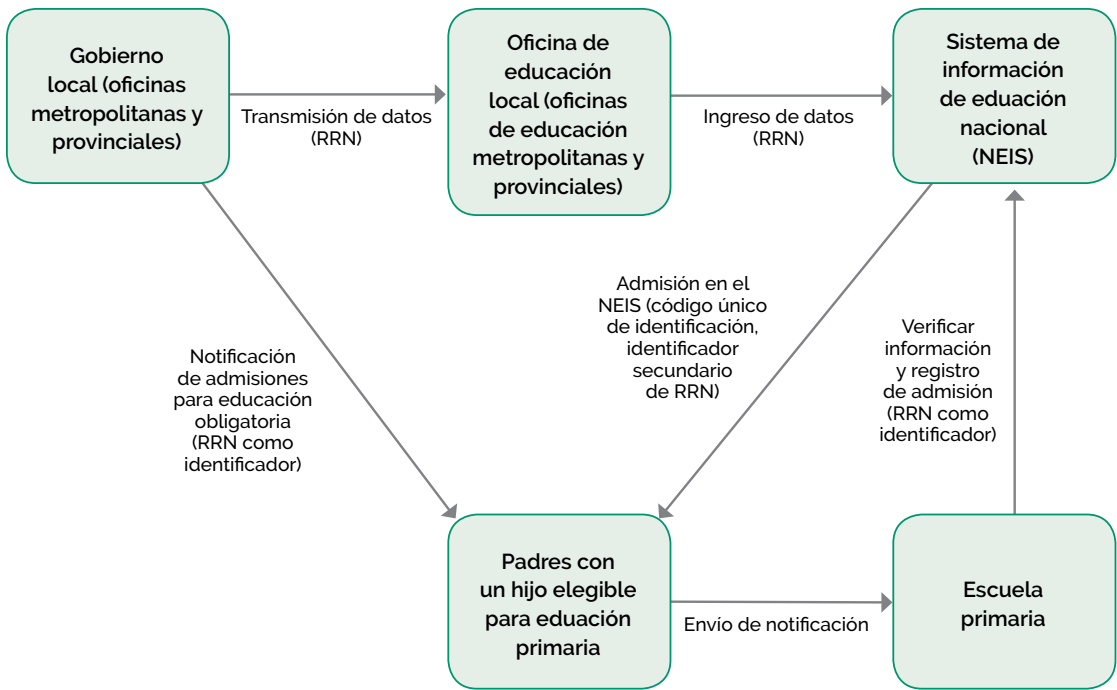 Gobierno
local (oficinas
metropolitanas y
provinciales)
Transmisión de datos
(RRN)
Oficina de
educación
local (oficinas
de educación
metropolitanas y
provinciales)
Ingreso de datos
(RRN)
Sistema de
información
de eduación
nacional
(NEIS)
Notificación
de admisiones
para educación
obligatoria
(RRN como
identificador)
Admisión en el
NEIS (código único
de identificación,
identificador
secundario
de RRN)
Verificar
información
y registro
de admisión
(RRN como
identificador)
Padres con
un hijo elegible
para eduación
primaria
Envío de notificación
Escuela
primaria